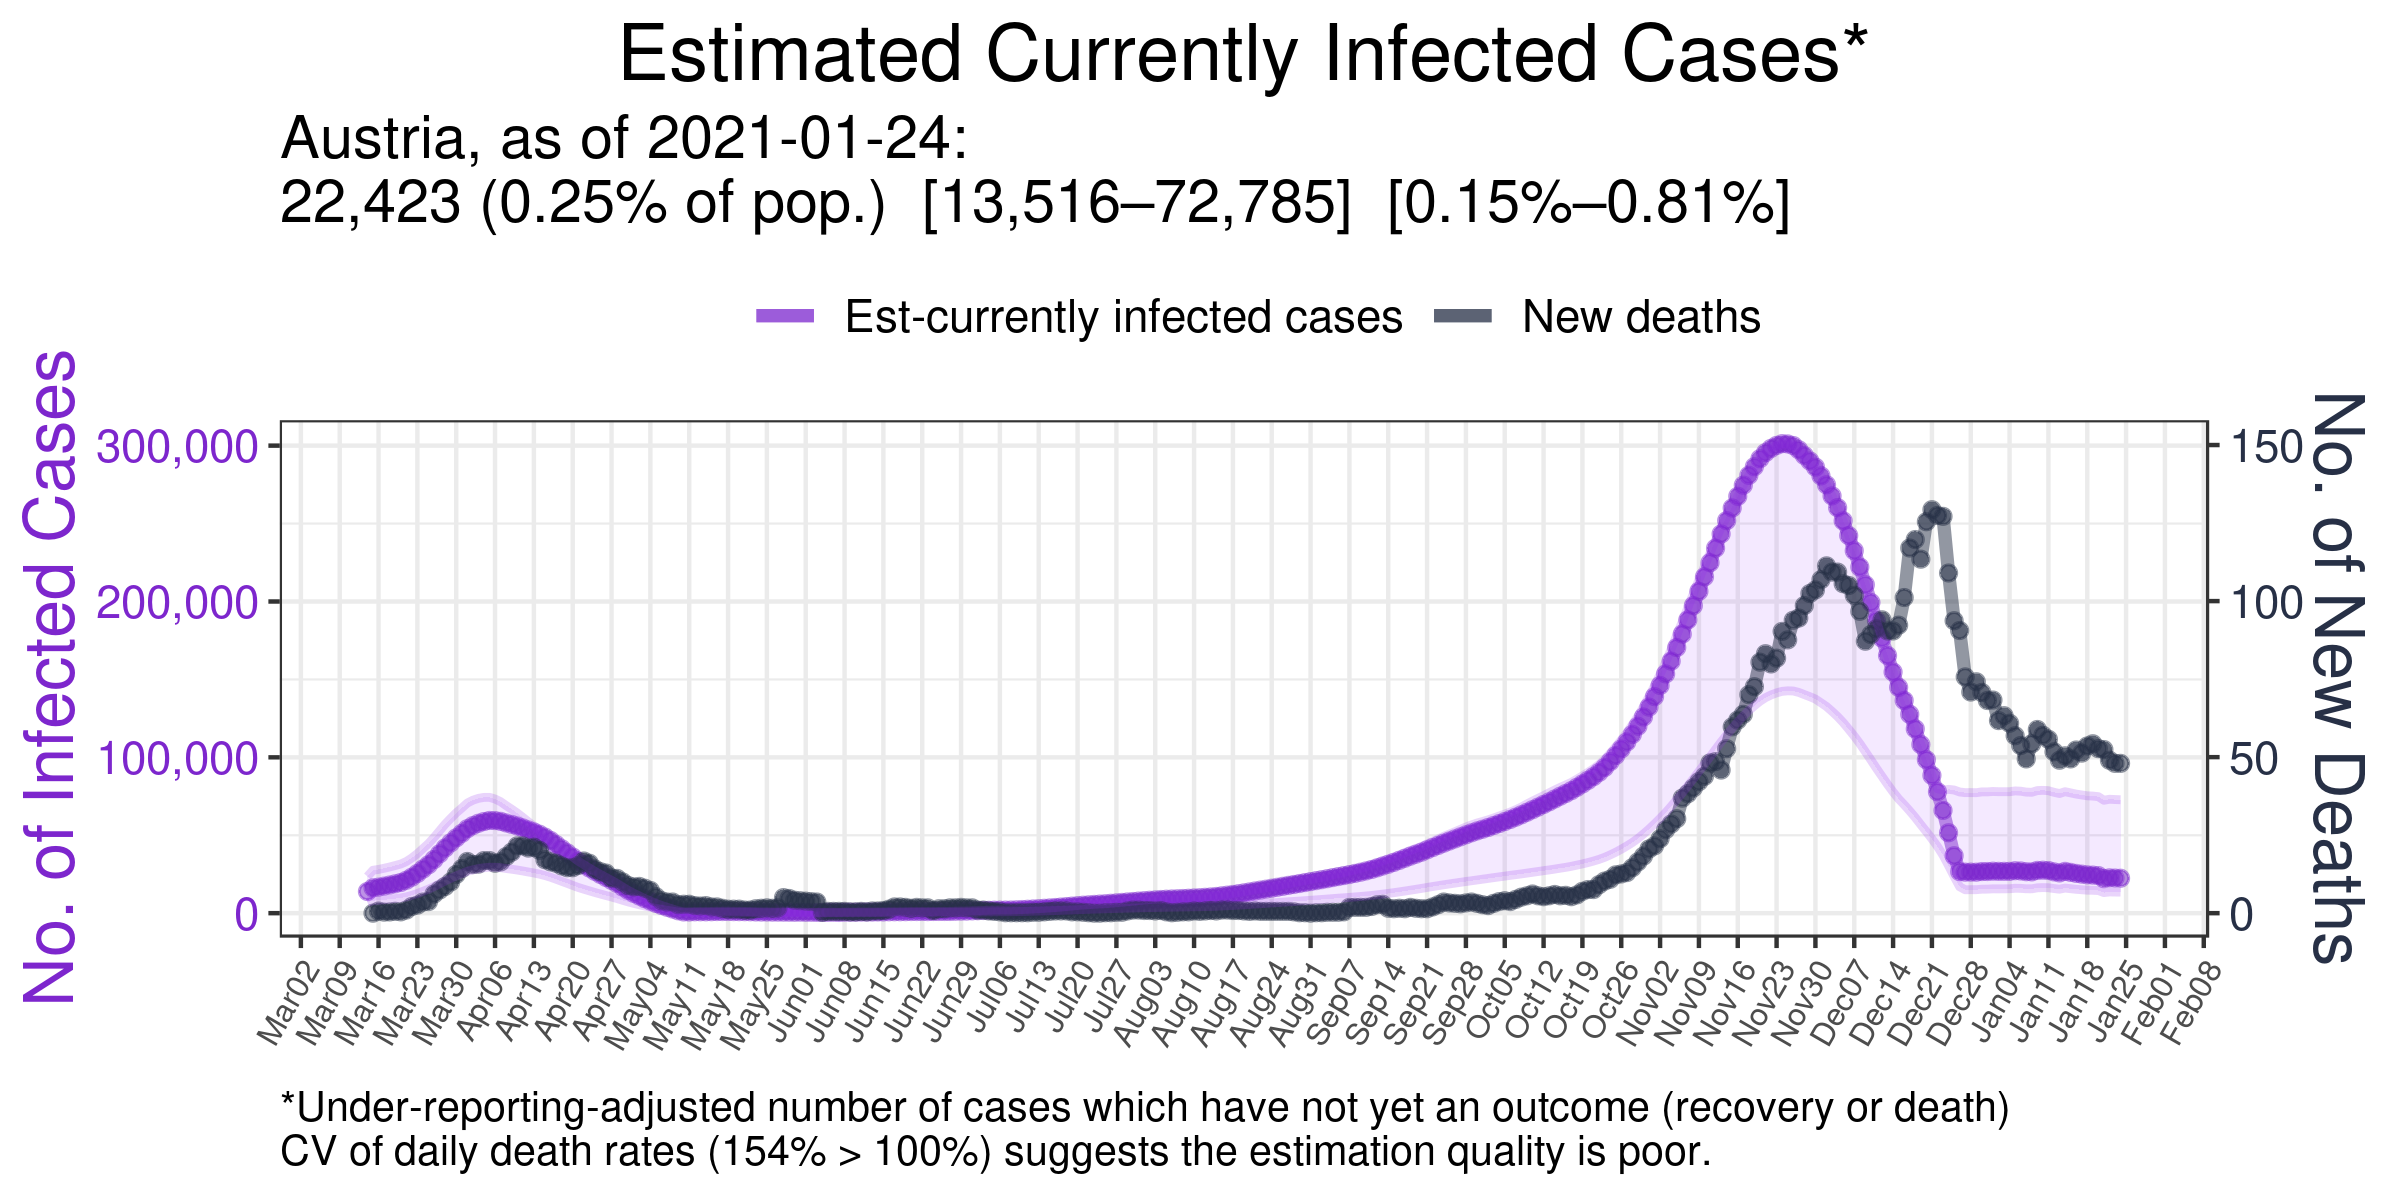 Estimated Currently Infected Cases*
Austria, as of 2021-01-24:
22,423 (0.25% of pop.) [13,516–72,785] [0.15%–0.81%]
Est-currently infected cases New deaths
No. of Infected Cases
300,000
200,000
100,000
0
150
100
50
0
No. of New Deaths
Mar02 Mar09 Mar16 Mar23 Mar30 Apr06 Apr13 Apr20 Apr27 May04 May11 May18 May25 Jun01 Jun08 Jun15 Jun22 Jun29 Jul06 Jul13 Jul20 Jul27 Aug03 Aug10 Aug17 Aug24 Aug31 Sep07 Sep14 Sep21 Sep28 Oct05 Oct12 Oct19 Oct26 Nov02 Nov09 Nov16 Nov23 Nov30 Dec07 Dec14 Dec21 Dec28 Jan04 Jan11 Jan18 Jan25 Feb01 Feb08
*Under-reporting-adjusted number of cases which have not yet an outcome (recovery or death)
CV of daily death rates (154% > 100%) suggests the estimation quality is poor.